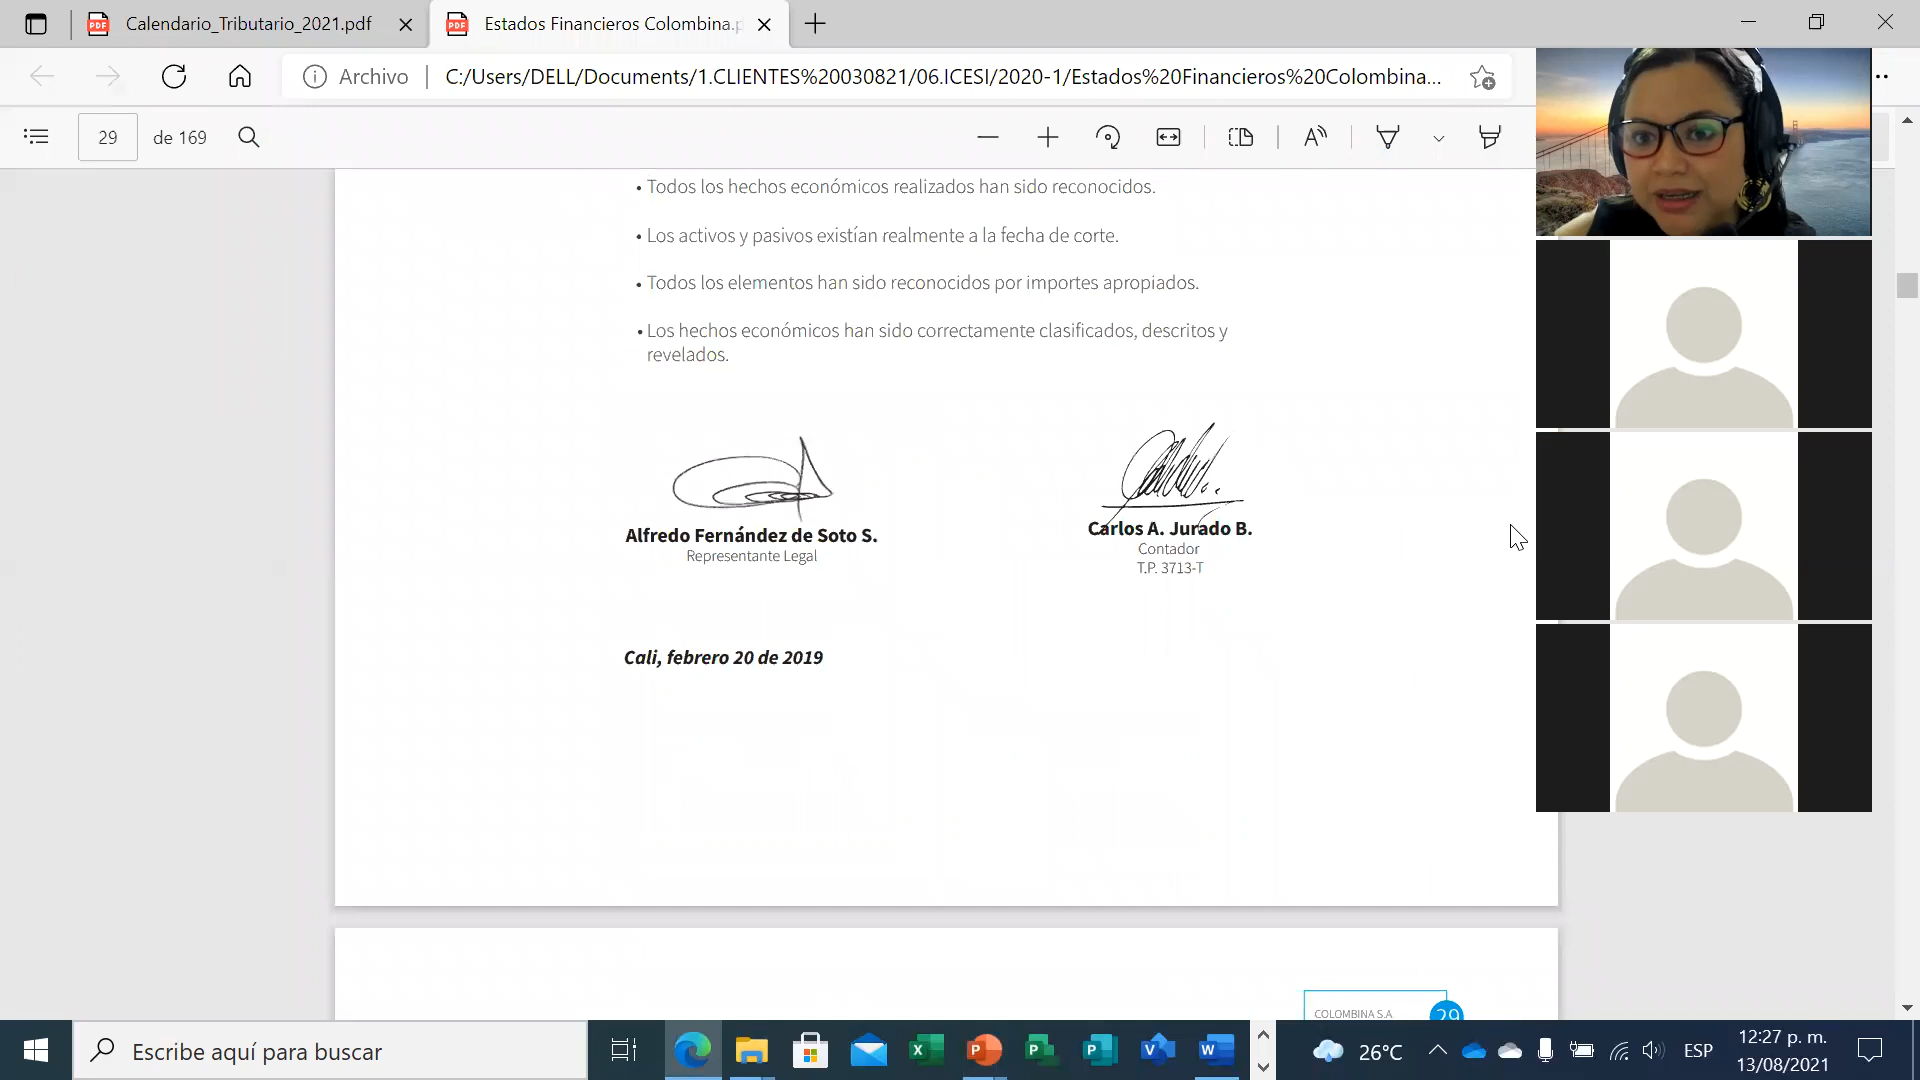 Calendario_Tributario_2021.pdf
Estados Financieros Colombina.p
Archivo
C:/Users/DELL/Documents/1.CLIENTES%20030821/06.ICESI/2020-1/Estados%20Financieros%20Colombina...
29 de 169
• Todos los hechos económicos realizados han sido reconocidos.
• Los activos y pasivos existían realmente a la fecha de corte.
• Todos los elementos han sido reconocidos por importes apropiados.
• Los hechos económicos han sido correctamente clasificados, descritos y
revelados.
Alfredo Fernández de Soto S.
Representante Legal
Carlos A. Jurado B.
Contador
T.P. 3713-T
Cali, febrero 20 de 2019
COLOMBINA S.A.
29
Escribe aquí para buscar
26°C
ESP
12:27 p. m.
13/08/2021